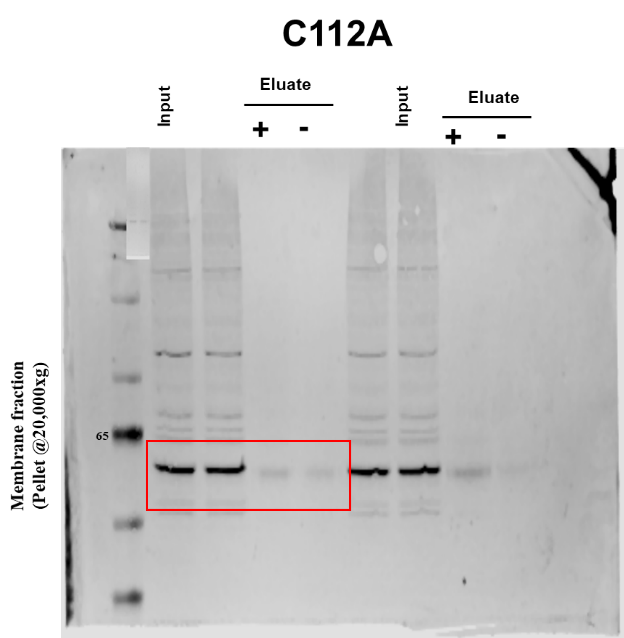 C112A
Input
Eluate
+ -
Input
Eluate
+ -
65
Membrane fraction
(Pellet @20,000xg)